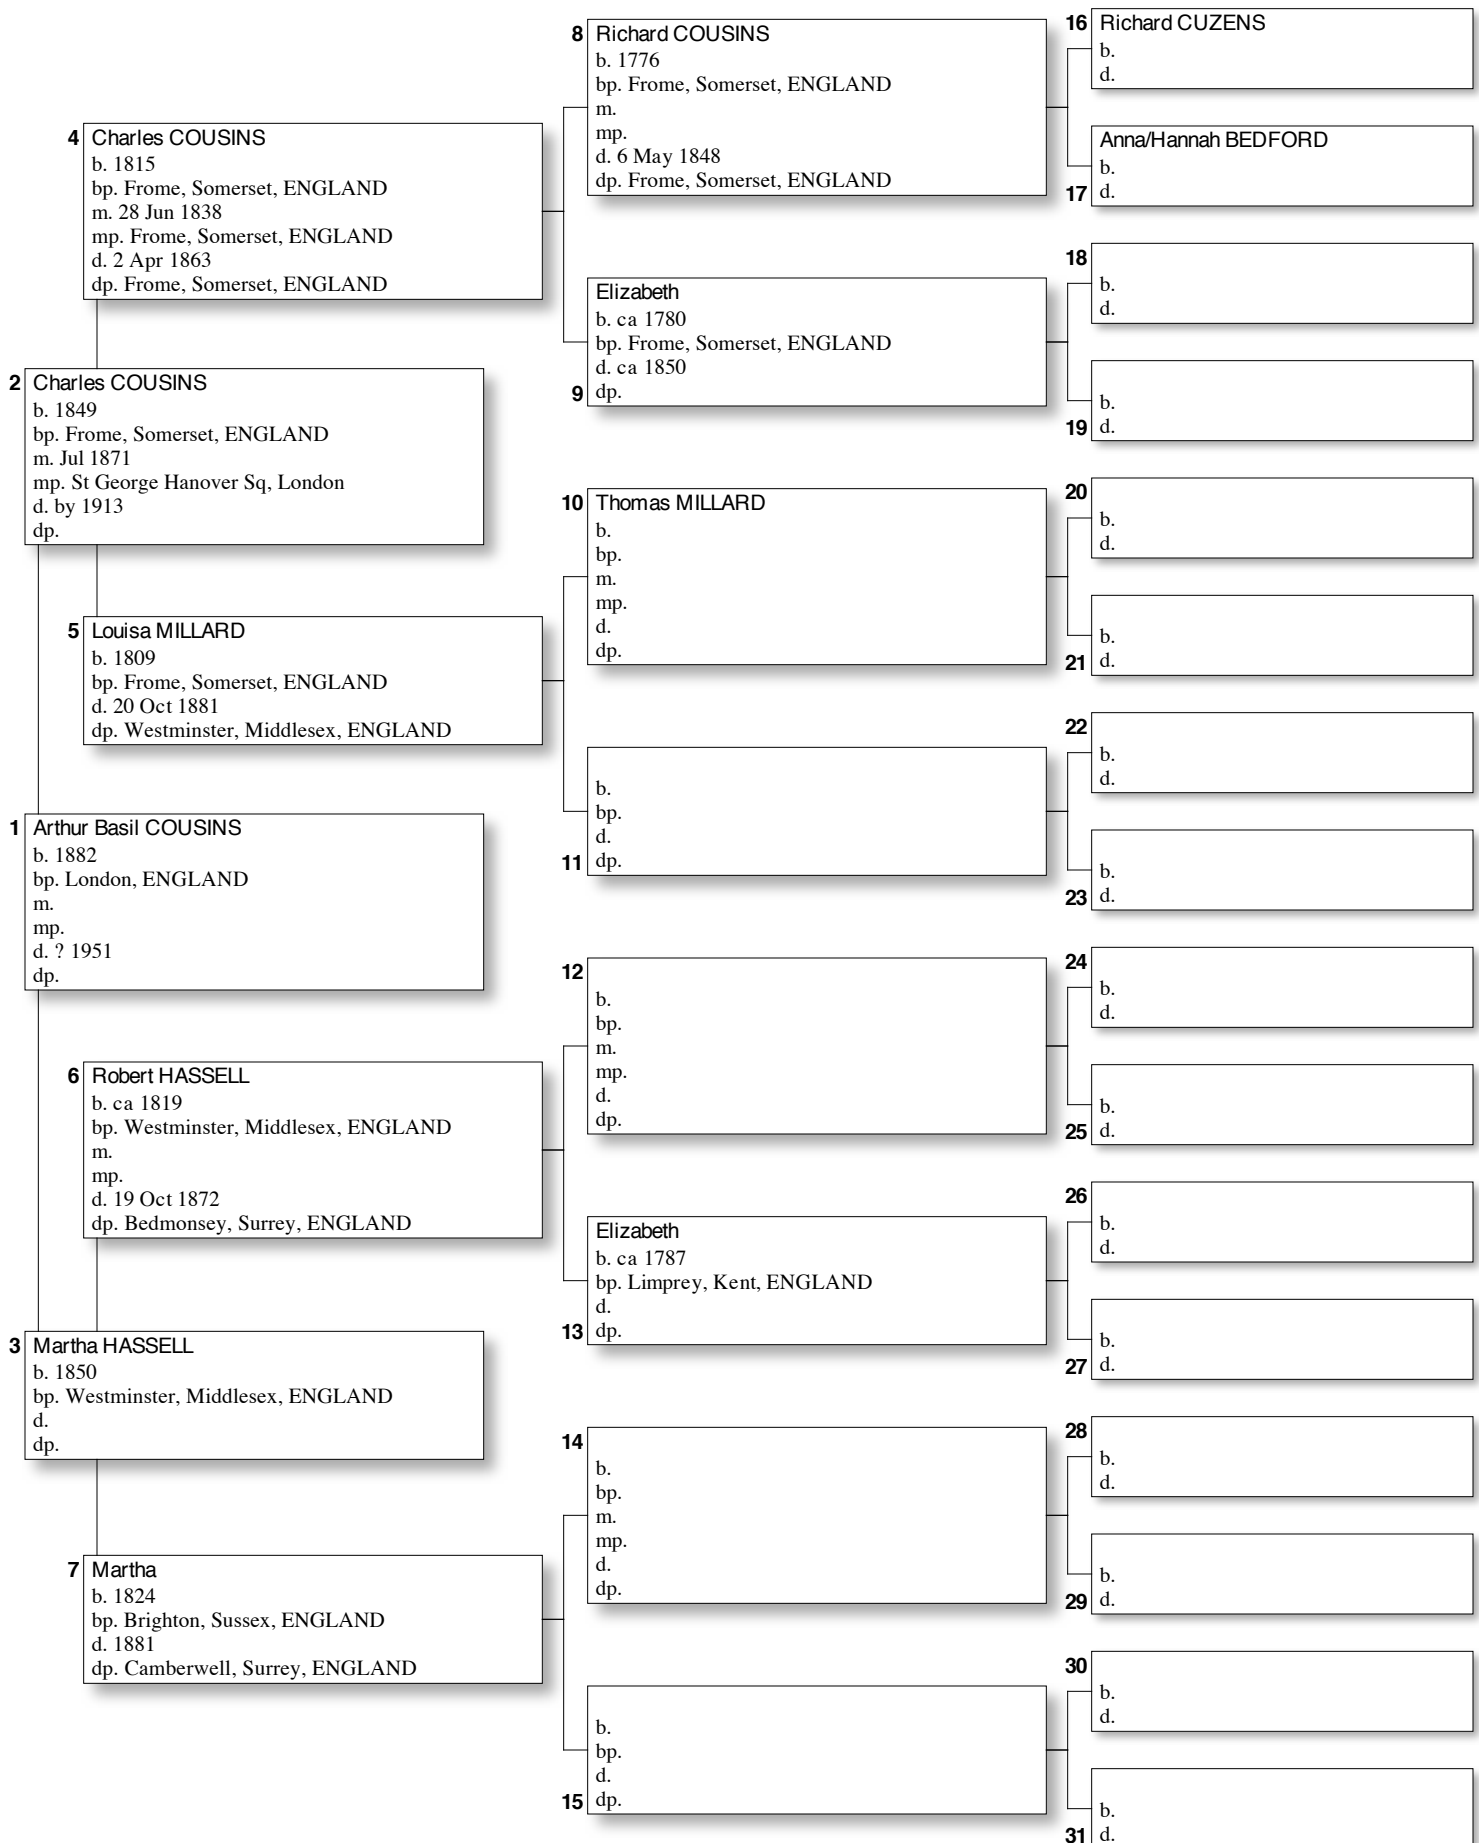 8 Richard COUSINS
b. 1776
bp. Frome, Somerset, ENGLAND
m.
mp.
d. 6 May 1848
dp. Frome, Somerset, ENGLAND
16 Richard CUZENS
b.
d.
Anna/Hannah BEDFORD
b.
17 d.
4 Charles COUSINS
b. 1815
bp. Frome, Somerset, ENGLAND
m. 28 Jun 1838
mp. Frome, Somerset, ENGLAND
d. 2 Apr 1863
dp. Frome, Somerset, ENGLAND
Elizabeth
b. ca 1780
bp. Frome, Somerset, ENGLAND
d. ca 1850
9 dp.
18
b.
d.
b.
19 d.
2 Charles COUSINS
b. 1849
bp. Frome, Somerset, ENGLAND
m. Jul 1871
mp. St George Hanover Sq, London
d. by 1913
dp.
10 Thomas MILLARD
b.
bp.
m.
mp.
d.
dp.
20
b.
d.
b.
21 d.
5 Louisa MILLARD
b. 1809
bp. Frome, Somerset, ENGLAND
d. 20 Oct 1881
dp. Westminster, Middlesex, ENGLAND
b.
bp.
d.
11 dp.
22
b.
d.
b.
23 d.
1 Arthur Basil COUSINS
b. 1882
bp. London, ENGLAND
m.
mp.
d. ? 1951
dp.
12
b.
bp.
m.
mp.
d.
dp.
24
b.
d.
b.
25 d.
6 Robert HASSELL
b. ca 1819
bp. Westminster, Middlesex, ENGLAND
m.
mp.
d. 19 Oct 1872
dp. Bedmonsey, Surrey, ENGLAND
Elizabeth
b. ca 1787
bp. Limprey, Kent, ENGLAND
d.
13 dp.
26
b.
d.
b.
27 d.
3 Martha HASSELL
b. 1850
bp. Westminster, Middlesex, ENGLAND
d.
dp.
14
b.
bp.
m.
mp.
d.
dp.
28
b.
d.
b.
29 d.
7 Martha
b. 1824
bp. Brighton, Sussex, ENGLAND
d. 1881
dp. Camberwell, Surrey, ENGLAND
b.
bp.
d.
15 dp.
30
b.
d.
b.
31 d.